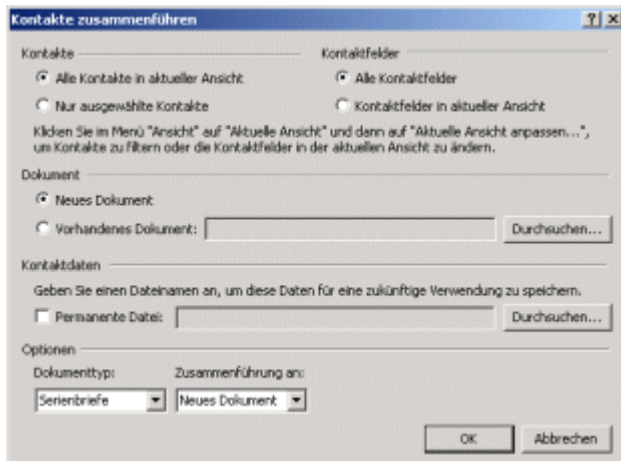 Kontakte zusammenführen
Kontakte
Kontaktfelder
Alle Kontakte in aktueller Ansicht
Alle Kontaktfelder
Nur ausgewählte Kontakte
Kontaktfelder in aktueller Ansicht
Klicken Sie im Menü "Ansicht" auf "Aktuelle Ansicht" und dann auf "Aktuelle Ansicht anpassen...",
um Kontakte zu filtern oder die Kontaktfelder in der aktuellen Ansicht zu ändern.
Dokument
Neues Dokument
Vorhandenes Dokument:
Durchsuchen...
Kontaktdaten
Geben Sie einen Dateinamen an, um diese Daten für eine zukünftige Verwendung zu speichern.
Permanente Datei:
Durchsuchen...
Optionen
Dokumenttyp:
Zusammenführung an:
Serienbriefe
Neues Dokument
OK
Abbrechen